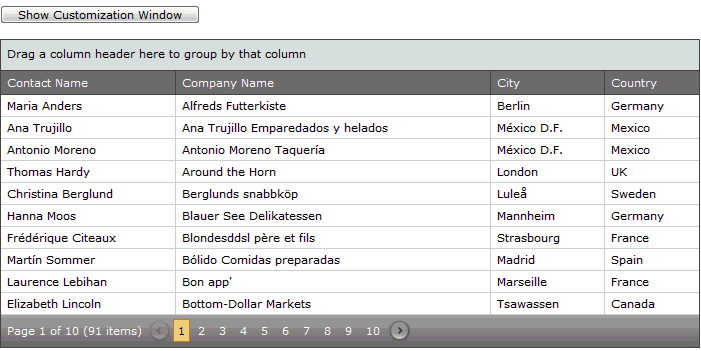 Show Customization Window
Drag a column header here to group by that column
Contact Name Company Name City Country
Maria Anders Alfreds Futterkiste Berlin Germany
Ana Trujillo Ana Trujillo Emparedados y helados México D.F. Mexico
Antonio Moreno Antonio Moreno Taquería México D.F. Mexico
Thomas Hardy Around the Horn London UK
Christina Berglund Berglunds snabbköp Luleå Sweden
Hanna Moos Blauer See Delikatessen Mannheim Germany
Frédérique Citeaux Blondesddsl père et fils Strasbourg France
Martín Sommer Bólido Comidas preparadas Madrid Spain
Laurence Lebihan Bon app' Marseille France
Elizabeth Lincoln Bottom-Dollar Markets Tsawassen Canada
Page 1 of 10 (91 items) 1 2 3 4 5 6 7 8 9 10